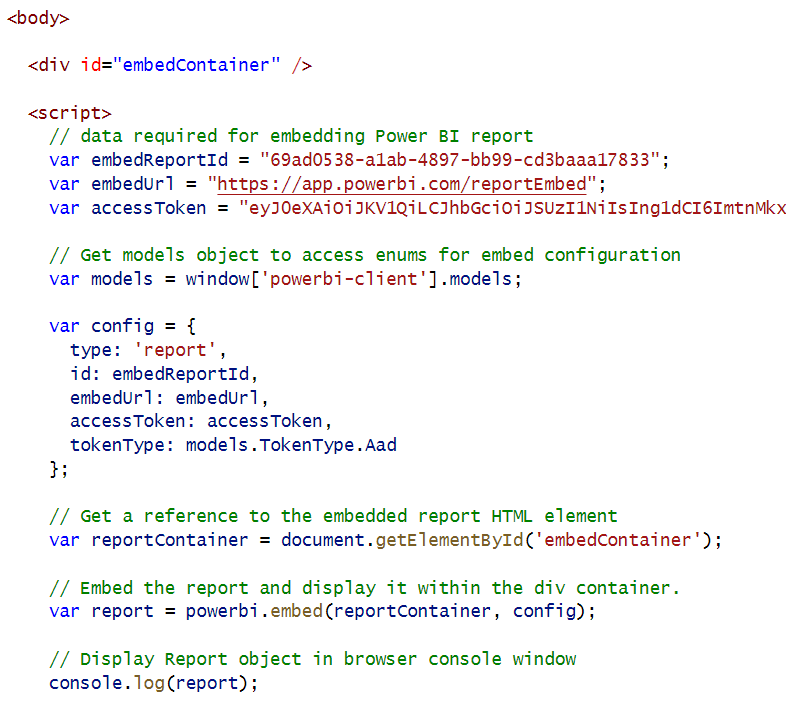 <body>
<div id="embedContainer" />
<script>
// data required for embedding Power BI report
var embedReportId = "69ad0538-a1ab-4897-bb99-cd3baaa17833";
var embedUrl = "https://app.powerbi.com/reportEmbed";
var accessToken = "eyJ0eXAiOiJKV1QiLCJhbGciOiJSUzI1NiIsIng1dCI6ImtnMkx
// Get models object to access enums for embed configuration
var models = window['powerbi-client'].models;
var config = {
type: 'report',
id: embedReportId,
embedUrl: embedUrl,
accessToken: accessToken,
tokenType: models.TokenType.Aad
};
// Get a reference to the embedded report HTML element
var reportContainer = document.getElementById('embedContainer');
// Embed the report and display it within the div container.
var report = powerbi.embed(reportContainer, config);
// Display Report object in browser console window
console.log(report);